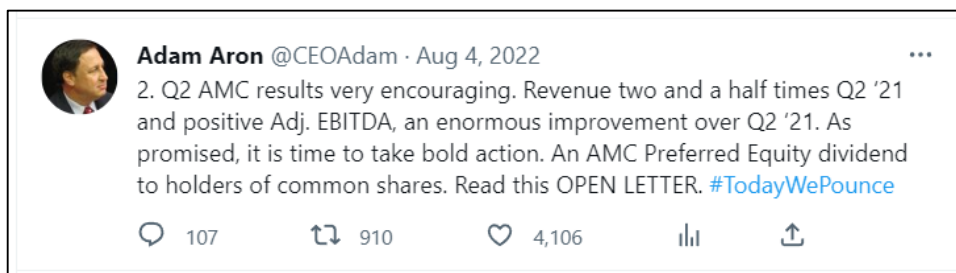 Adam Aron @CEOAdam · Aug 4, 2022
2. Q2 AMC results very encouraging. Revenue two and a half times Q2 ‘21
and positive Adj. EBITDA, an enormous improvement over Q2 ‘21. As
promised, it is time to take bold action. An AMC Preferred Equity dividend
to holders of common shares. Read this OPEN LETTER. #TodayWePounce
107 910 4,106